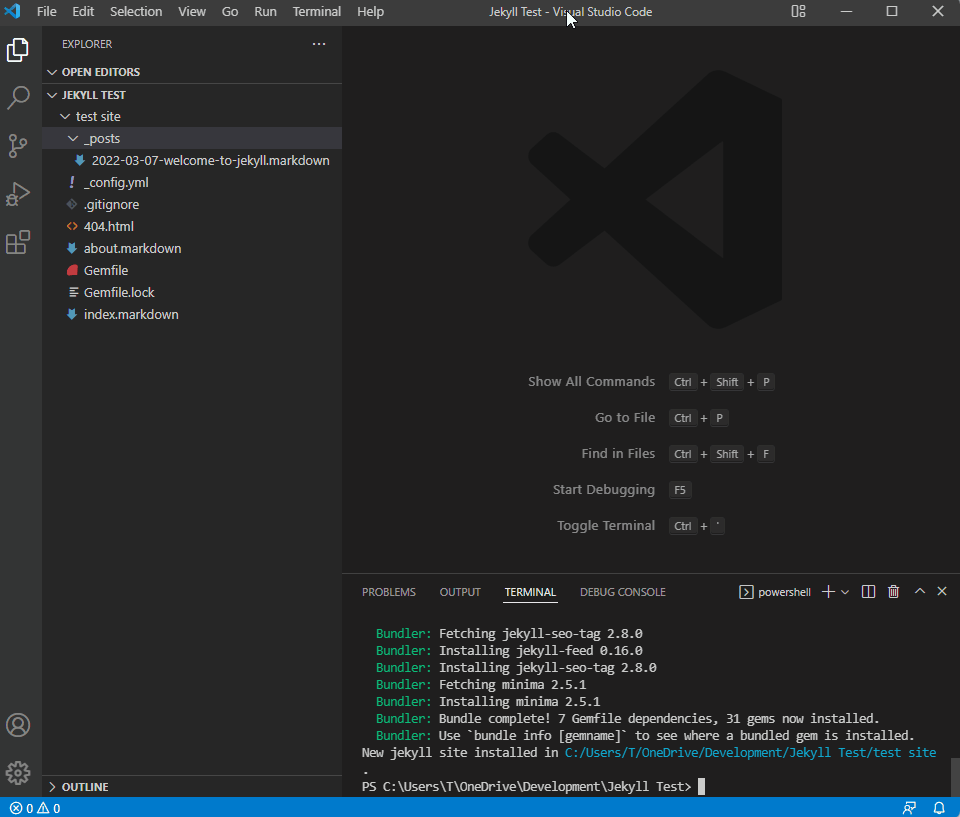 File Edit Selection View Go Run Terminal Help Jekyll Test - Visual Studio Code
EXPLORER ...
OPEN EDITORS
JEKYLL TEST
test site
_posts
2022-03-07-welcome-to-jekyll.markdown
! _config.yml
.gitignore
<> 404.html
about.markdown
Gemfile
Gemfile.lock
index.markdown
OUTLINE
Show All Commands Ctrl + Shift + P
Go to File Ctrl + P
Find in Files Ctrl + Shift + F
Start Debugging F5
Toggle Terminal Ctrl + '
PROBLEMS OUTPUT TERMINAL DEBUG CONSOLE powershell
Bundler: Fetching jekyll-seo-tag 2.8.0
Bundler: Installing jekyll-feed 0.16.0
Bundler: Installing jekyll-seo-tag 2.8.0
Bundler: Fetching minima 2.5.1
Bundler: Installing minima 2.5.1
Bundler: Bundle complete! 7 Gemfile dependencies, 31 gems now installed.
Bundler: Use `bundle info [gemname]` to see where a bundled gem is installed.
New jekyll site installed in C:/Users/T/OneDrive/Development/Jekyll Test/test site
.
PS C:\Users\T\OneDrive\Development\Jekyll Test>
0 0